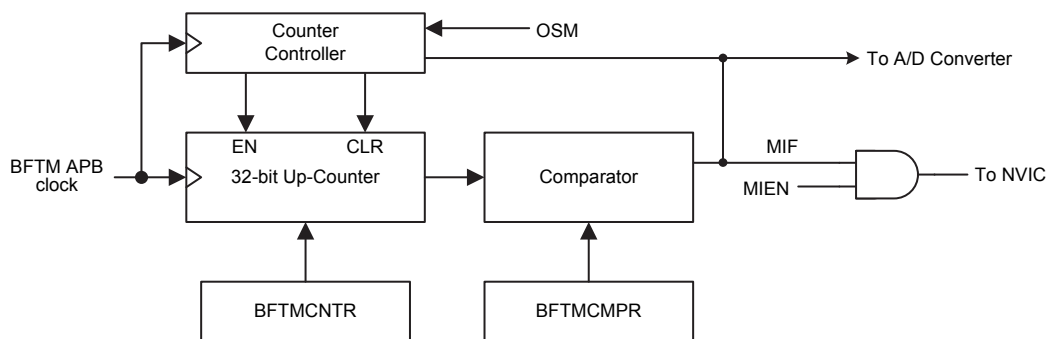 Counter
Controller
OSM
To A/D Converter
EN
CLR
BFTM APB
clock
32-bit Up-Counter
Comparator
MIF
MIEN
To NVIC
BFTMCNTR
BFTMCMPR